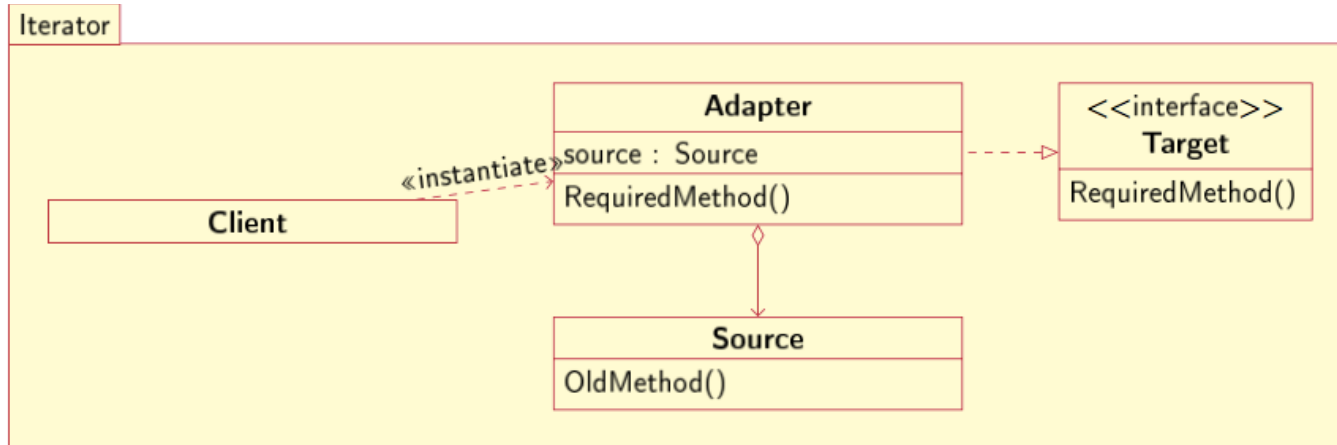 Iterator
Adapter
source : Source
RequiredMethod()
<<interface>>
Target
RequiredMethod()
«instantiate»
Client
Source
OldMethod()